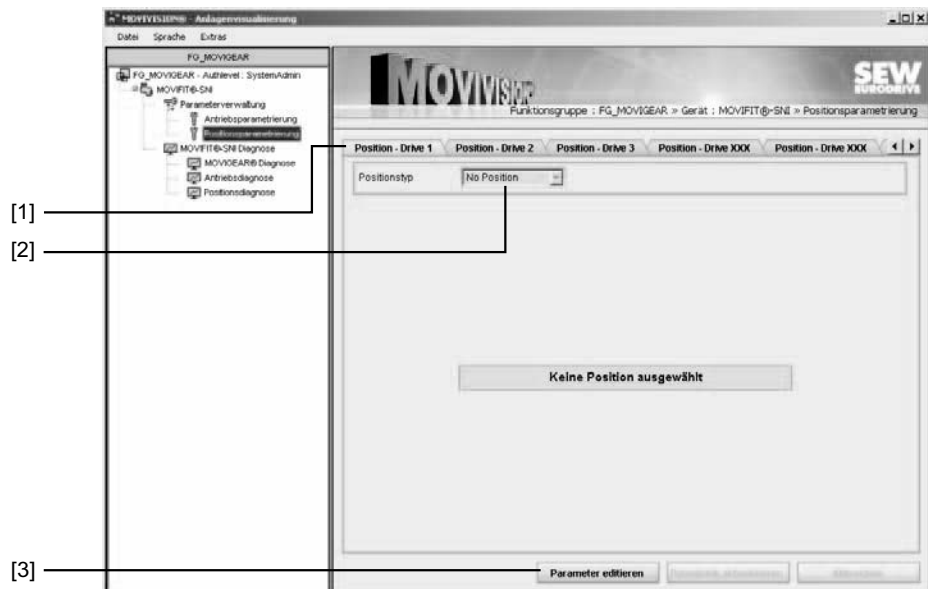 MOVIVISION® - Anlagenvisualisierung
Datei Sprache Extras
FG_MOVIGEAR
FG_MOVIGEAR - Authlevel : SystemAdmin
MOVIFIT®-SNI
Parameterverwaltung
Antriebsparametrierung
Positionsparametrierung
MOVIFIT®-SNI Diagnose
MOVIGEAR® Diagnose
Antriebsdiagnose
Positionsdiagnose
MOVIVISION
SEW
EURODRIVE
Funktionsgruppe : FG_MOVIGEAR » Gerät : MOVIFIT®-SNI » Positionsparametrierung
[1]
Position - Drive 1 Position - Drive 2 Position - Drive 3 Position - Drive XXX Position - Drive XXX
Positionstyp No Position
[2]
Keine Position ausgewählt
[3]
Parameter editieren